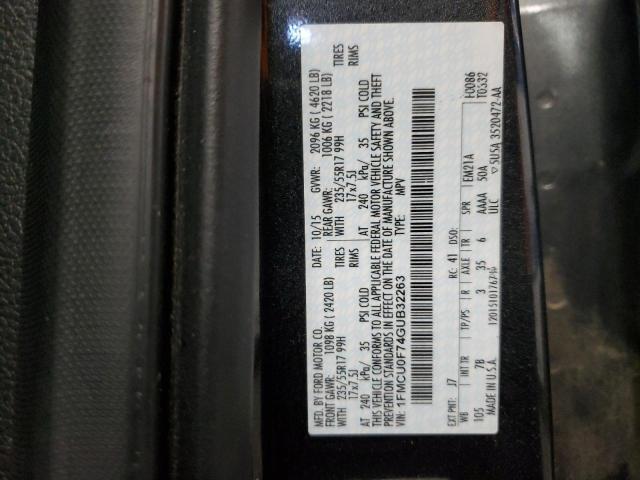 MFD. BY FORD MOTOR CO. DATE: 10/15 GVWR: 2096 KG ( 4620 LB)
FRONT GAWR: 1098 KG ( 2420 LB) REAR GAWR: 1006 KG ( 2218 LB)
WITH 235/55R17 99H TIRES WITH 235/55R17 99H TIRES
17x7.5J RIMS 17x7.5J RIMS
AT 240 kPa/ 35 PSI COLD AT 240 kPa/ 35 PSI COLD
THIS VEHICLE CONFORMS TO ALL APPLICABLE FEDERAL MOTOR VEHICLE SAFETY AND THEFT
PREVENTION STANDARDS IN EFFECT ON THE DATE OF MANUFACTURE SHOWN ABOVE.
VIN: 1FMCU0F74GUB32263 TYPE: MPV
F0086
T0532
EXT PNT: J7 RC: 41 DSO:
WB INT TR TP/PS R AXLE TR SPR EM21A
105 7B 3 35 6 AAAA 50A
MADE IN U.S.A. ULC 5U5A 3520472-AA